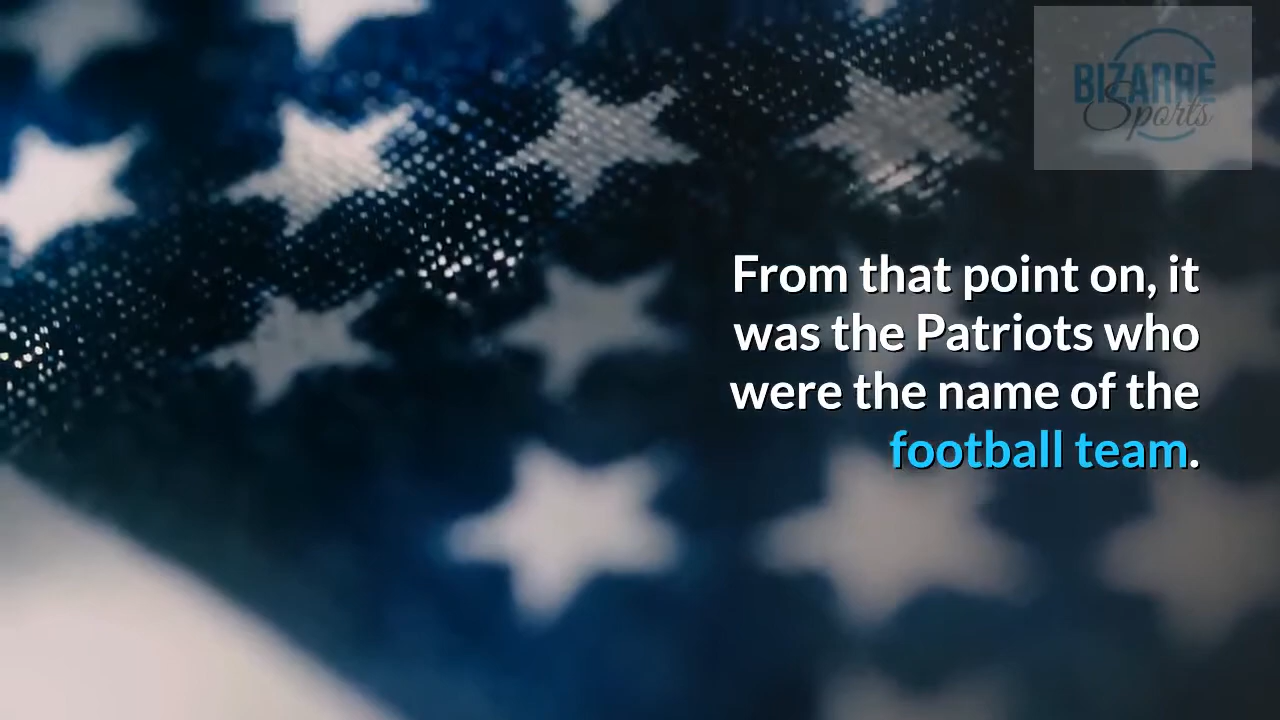 BIZARRE
Sports
From that point on, it
was the Patriots who
were the name of the
football team.